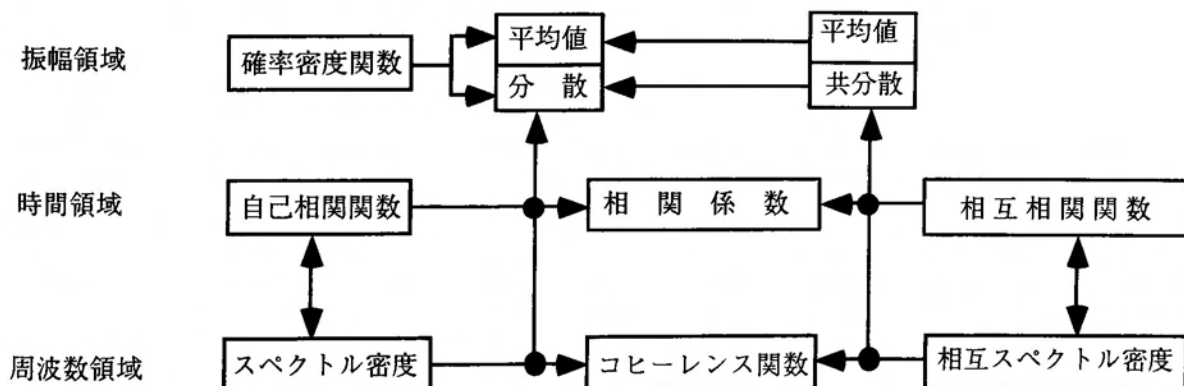 振幅領域
確率密度関数
平均値
分 散
平均値
共分散
時間領域
自己相関関数
相 関 係 数
相互相関関数
周波数領域
スペクトル密度
コヒーレンス関数
相互スペクトル密度